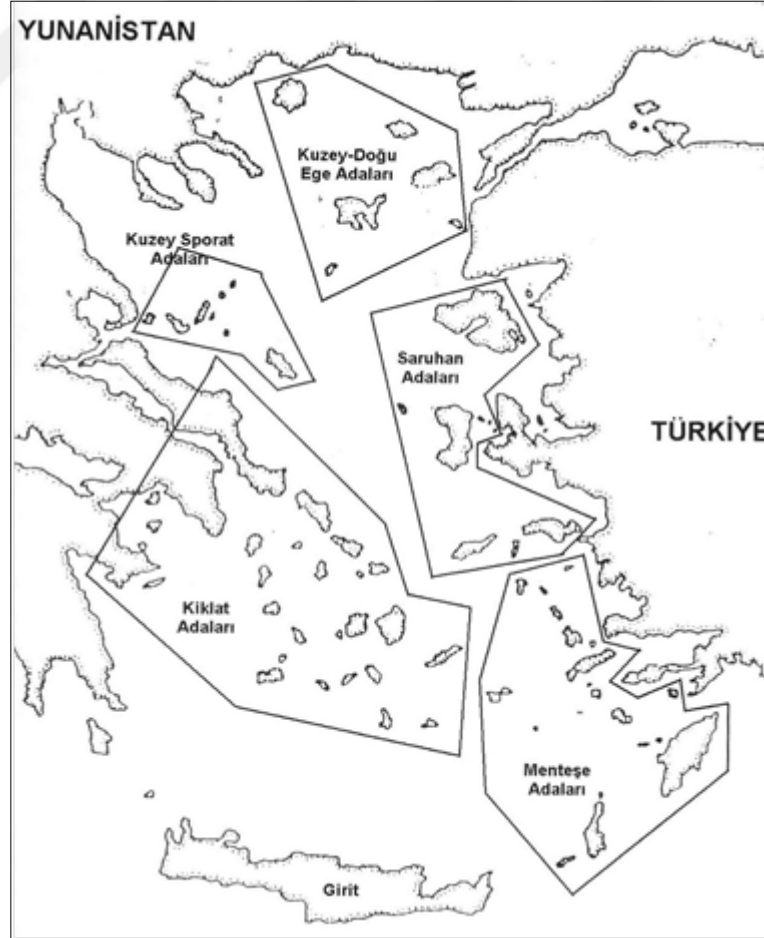 YUNANİSTAN
Kuzey-Doğu
Ege Adaları
Kuzey Sporat
Adaları
Saruhan
Adaları
TÜRKİYE
Kiklat
Adaları
Menteşe
Adaları
Girit